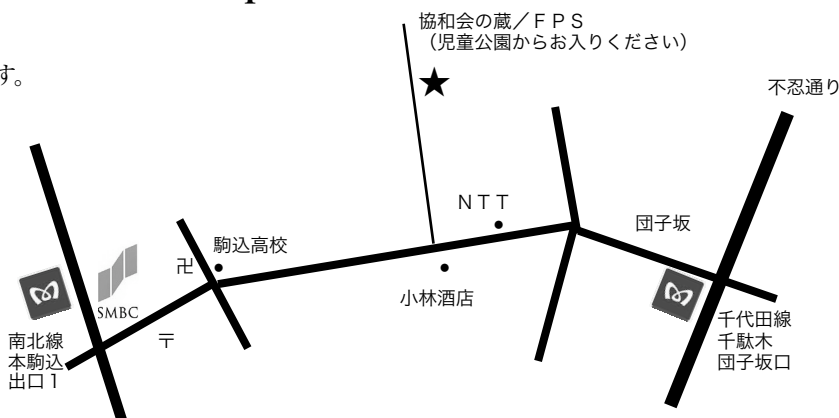 す。
協和会の蔵／ＦＰＳ
（児童公園からお入りください）
不忍通り
ＮＴＴ
団子坂
駒込高校
卍
小林酒店
SMBC
〒
南北線
本駒込
出口１
千代田線
千駄木
団子坂口